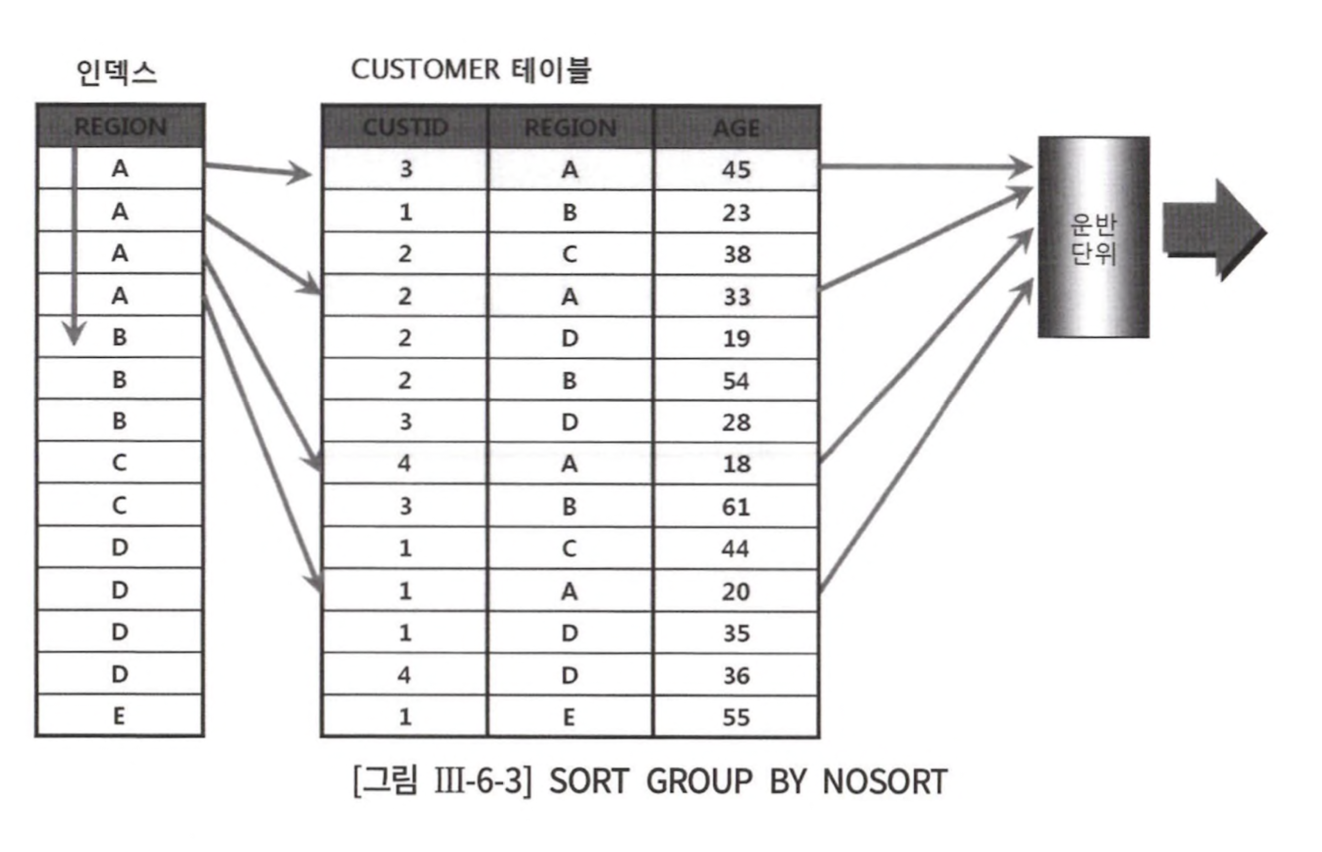 인덱스 CUSTOMER 테이블
REGION CUSTID REGION AGE
A 3 A 45
A 1 B 23
A 2 C 38
A 2 A 33
B 2 D 19
B 2 B 54
B 3 D 28
C 4 A 18
C 3 B 61
D 1 C 44
D 1 A 20
D 1 D 35
D 4 D 36
E 1 E 55
운반
단위
[그림 Ⅲ-6-3] SORT GROUP BY NOSORT